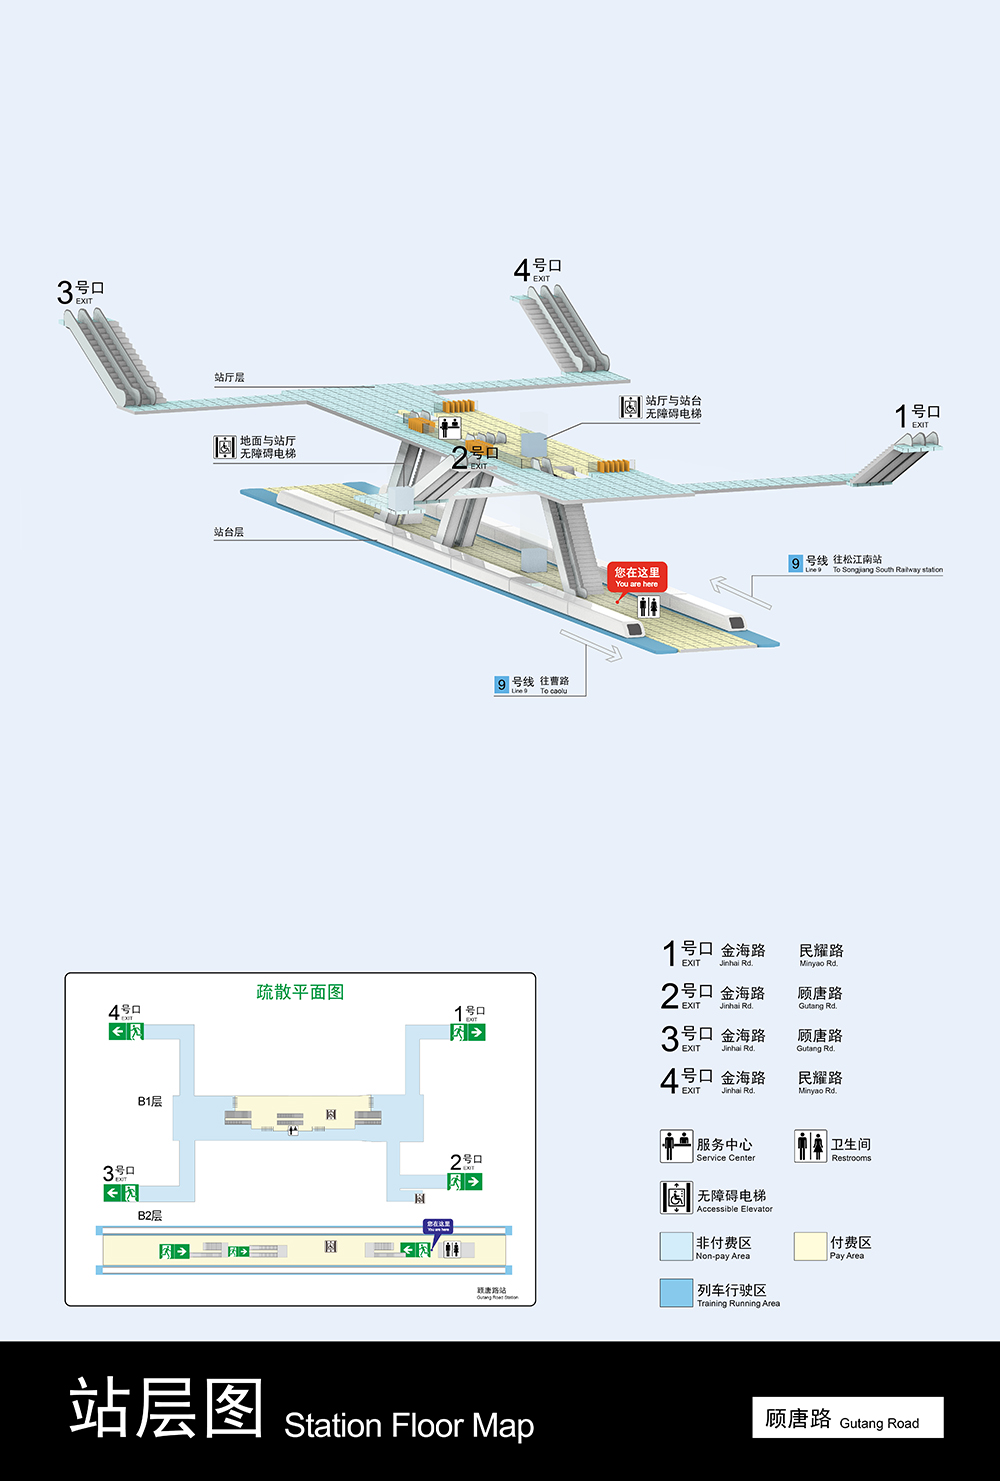 3号口
EXIT
4号口
EXIT
站厅层
站厅与站台
无障碍电梯
1号口
EXIT
地面与站厅
无障碍电梯
2号口
EXIT
站台层
您在这里
You are here
9 号线 往松江南站
Line 9 To Songjiang South Railway station
9 号线 往曹路
Line 9 To caolu
疏散平面图
4号口
EXIT
1号口
EXIT
B1层
3号口
EXIT
2号口
EXIT
B2层
您在这里
You are here
顾唐路站
Gutang Road Station
1号口 金海路 民耀路
EXIT Jinhai Rd. Minyao Rd.
2号口 金海路 顾唐路
EXIT Jinhai Rd. Gutang Rd.
3号口 金海路 顾唐路
EXIT Jinhai Rd. Gutang Rd.
4号口 金海路 民耀路
EXIT Jinhai Rd. Minyao Rd.
服务中心 卫生间
Service Center Restrooms
无障碍电梯
Accessible Elevator
非付费区 付费区
Non-pay Area Pay Area
列车行驶区
Training Running Area
站层图 Station Floor Map
顾唐路 Gutang Road